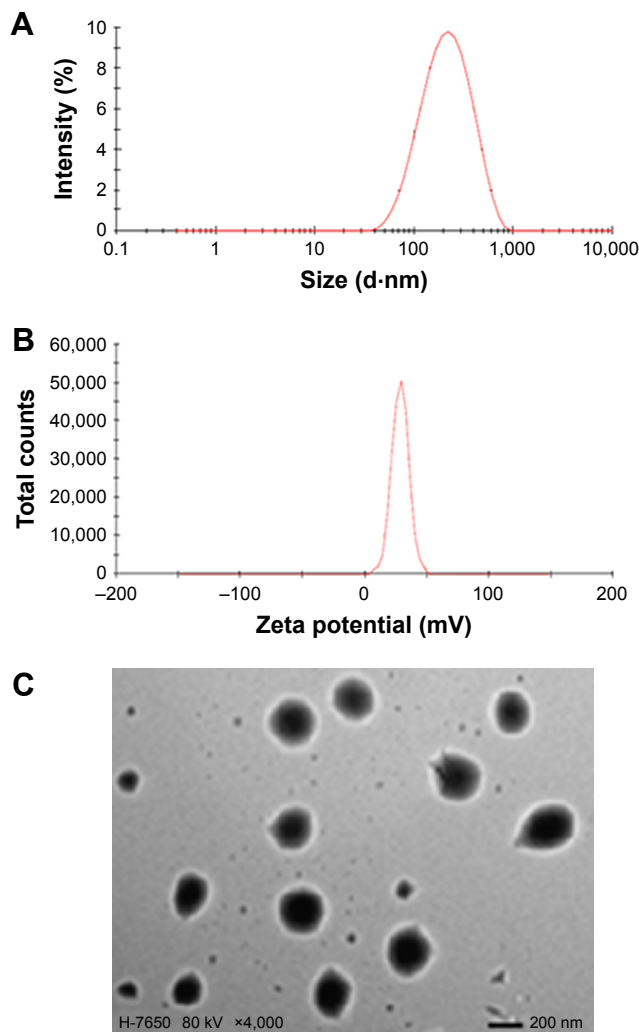 A
Intensity (%)
10
8
6
4
2
0
0.1 1 10 100 1,000 10,000
Size (d·nm)
B
Total counts
60,000
50,000
40,000
30,000
20,000
10,000
0
–200 –100 0 100 200
Zeta potential (mV)
C
H-7650 80 kV ×4,000 200 nm